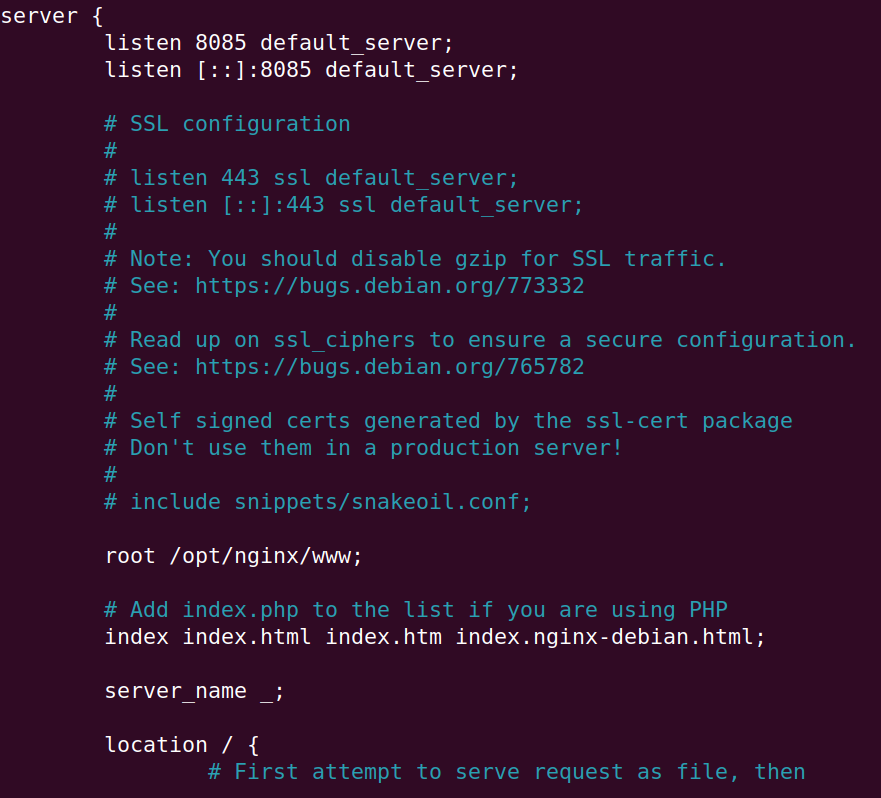 server {
listen 8085 default_server;
listen [::]:8085 default_server;
# SSL configuration
#
# listen 443 ssl default_server;
# listen [::]:443 ssl default_server;
#
# Note: You should disable gzip for SSL traffic.
# See: https://bugs.debian.org/773332
#
# Read up on ssl_ciphers to ensure a secure configuration.
# See: https://bugs.debian.org/765782
#
# Self signed certs generated by the ssl-cert package
# Don't use them in a production server!
#
# include snippets/snakeoil.conf;
root /opt/nginx/www;
# Add index.php to the list if you are using PHP
index index.html index.htm index.nginx-debian.html;
server_name _;
location / {
# First attempt to serve request as file, then